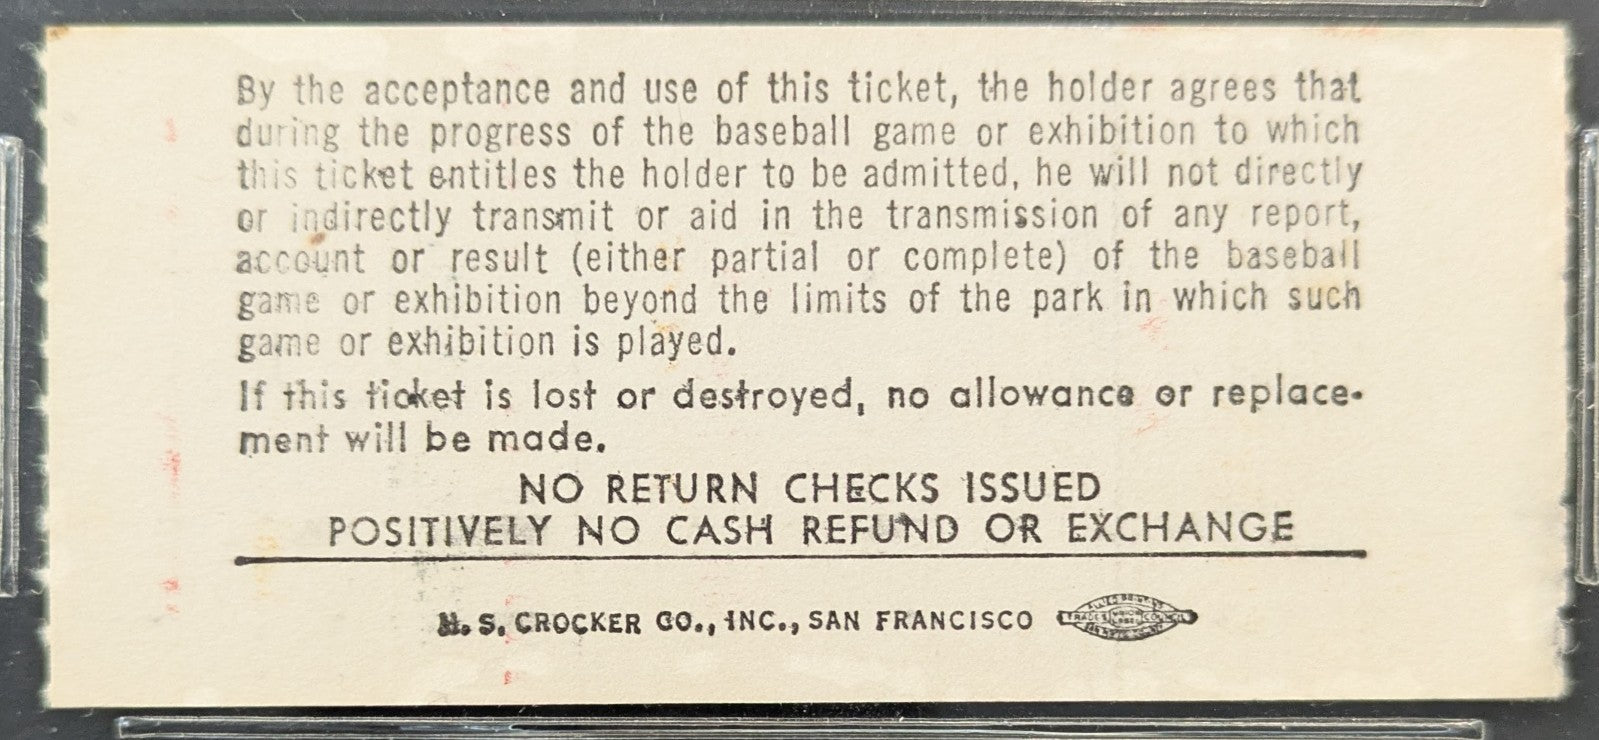 By the acceptance and use of this ticket, the holder agrees that
during the progress of the baseball game or exhibition to which
this ticket entitles the holder to be admitted, he will not directly
or indirectly transmit or aid in the transmission of any report,
account or result (either partial or complete) of the baseball
game or exhibition beyond the limits of the park in which such
game or exhibition is played.
If this ticket is lost or destroyed, no allowance or replace-
ment will be made.
NO RETURN CHECKS ISSUED
POSITIVELY NO CASH REFUND OR EXCHANGE
H. S. CROCKER CO., INC., SAN FRANCISCO
TRADES UNION LABEL COUNCIL